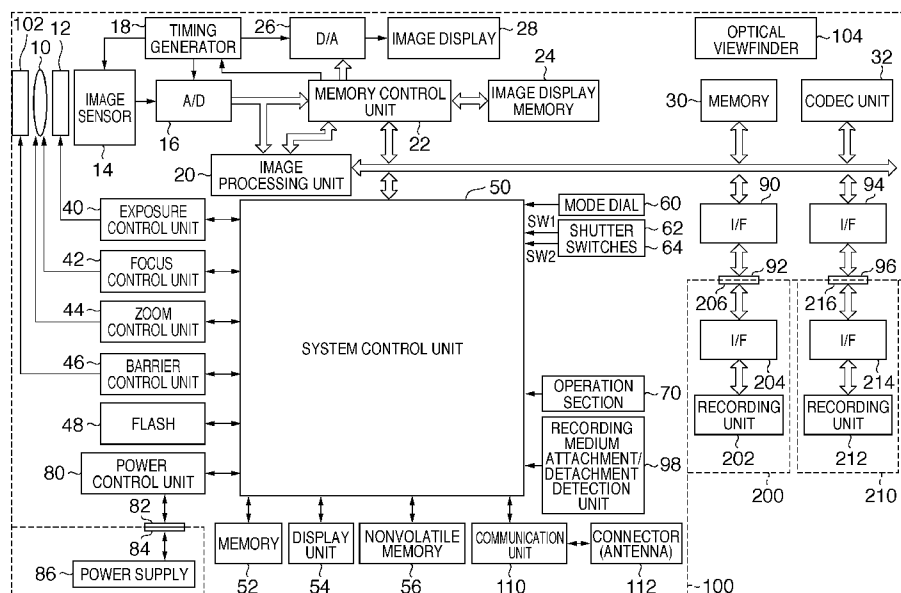 102 10 12 18 TIMING GENERATOR 26 D/A IMAGE DISPLAY 28 OPTICAL VIEWFINDER 104
24 32
IMAGE SENSOR A/D MEMORY CONTROL UNIT IMAGE DISPLAY MEMORY 30 MEMORY CODEC UNIT
14 16 22
20 IMAGE PROCESSING UNIT
50 90 94
40 EXPOSURE CONTROL UNIT
MODE DIAL 60
SW1 SHUTTER SWITCHES 62
SW2 64
I/F I/F
42 FOCUS CONTROL UNIT
92 96
206 216
44 ZOOM CONTROL UNIT
I/F I/F
SYSTEM CONTROL UNIT
204 214
46 BARRIER CONTROL UNIT
OPERATION SECTION 70
RECORDING UNIT RECORDING UNIT
48 FLASH
202 212
RECORDING MEDIUM ATTACHMENT/ DETACHMENT DETECTION UNIT 98
80 POWER CONTROL UNIT
200 210
82
84
MEMORY DISPLAY UNIT NONVOLATILE MEMORY COMMUNICATION UNIT CONNECTOR (ANTENNA)
86 POWER SUPPLY
52 54 56 110 112 100